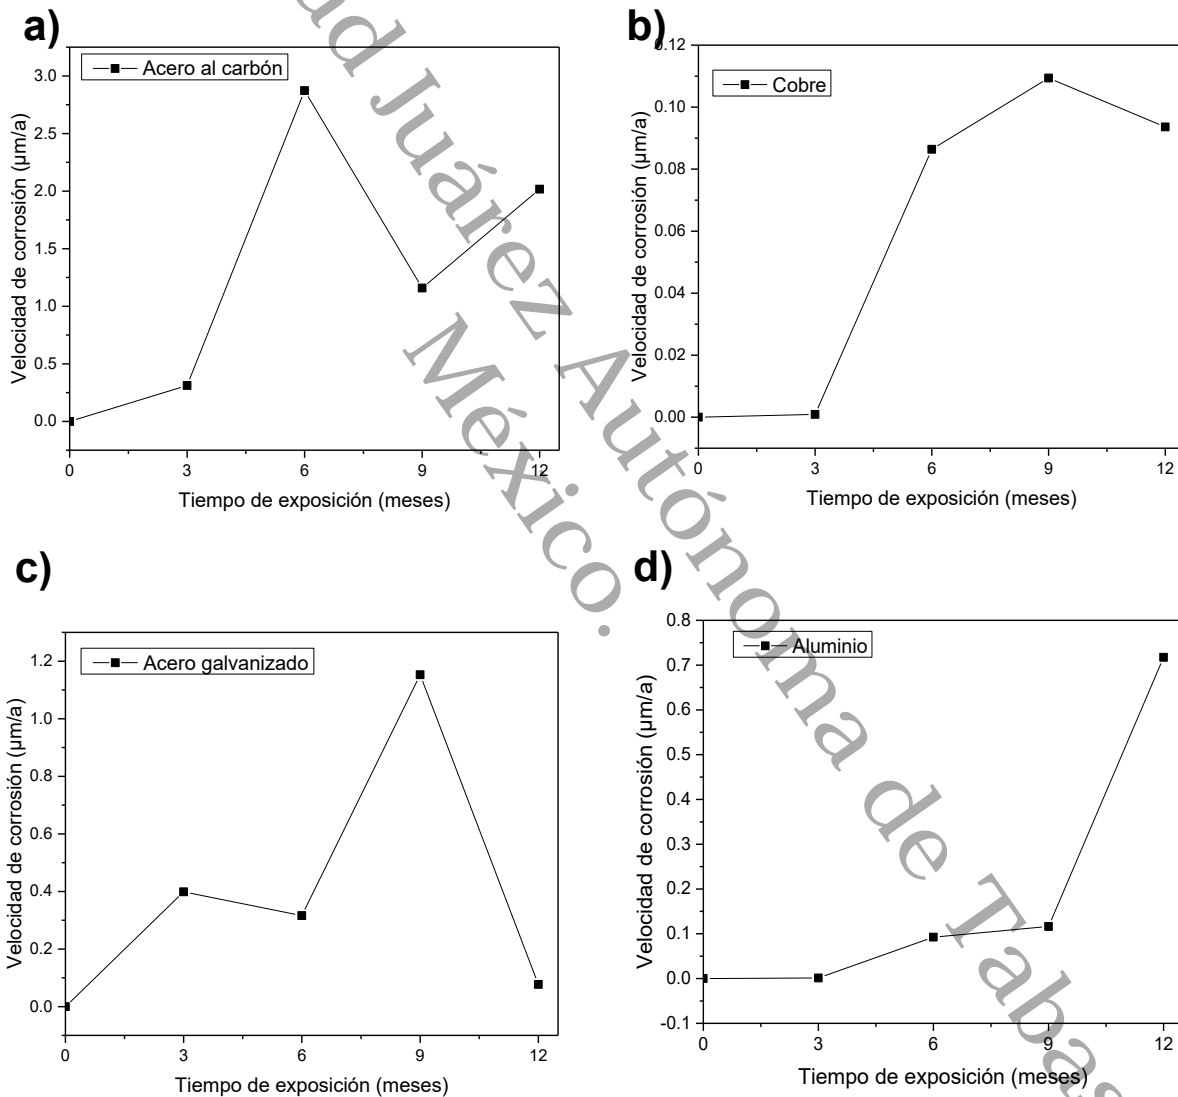 a)
Acero al carbón
3.0
2.5
2.0
1.5
1.0
0.5
0.0
0
3
6
9
12
Velocidad de corrosión (µm/a)
Tiempo de exposición (meses)
b)
Cobre
0.12
0.10
0.08
0.06
0.04
0.02
0.00
0
3
6
9
12
Velocidad de corrosión (µm/a)
Tiempo de exposición (meses)
c)
Acero galvanizado
1.2
1.0
0.8
0.6
0.4
0.2
0.0
0
3
6
9
12
Velocidad de corrosión (µm/a)
Tiempo de exposición (meses)
d)
Aluminio
0.8
0.7
0.6
0.5
0.4
0.3
0.2
0.1
0.0
-0.1
0
3
6
9
12
Velocidad de corrosión (µm/a)
Tiempo de exposición (meses)
Juárez Autónoma de
México.